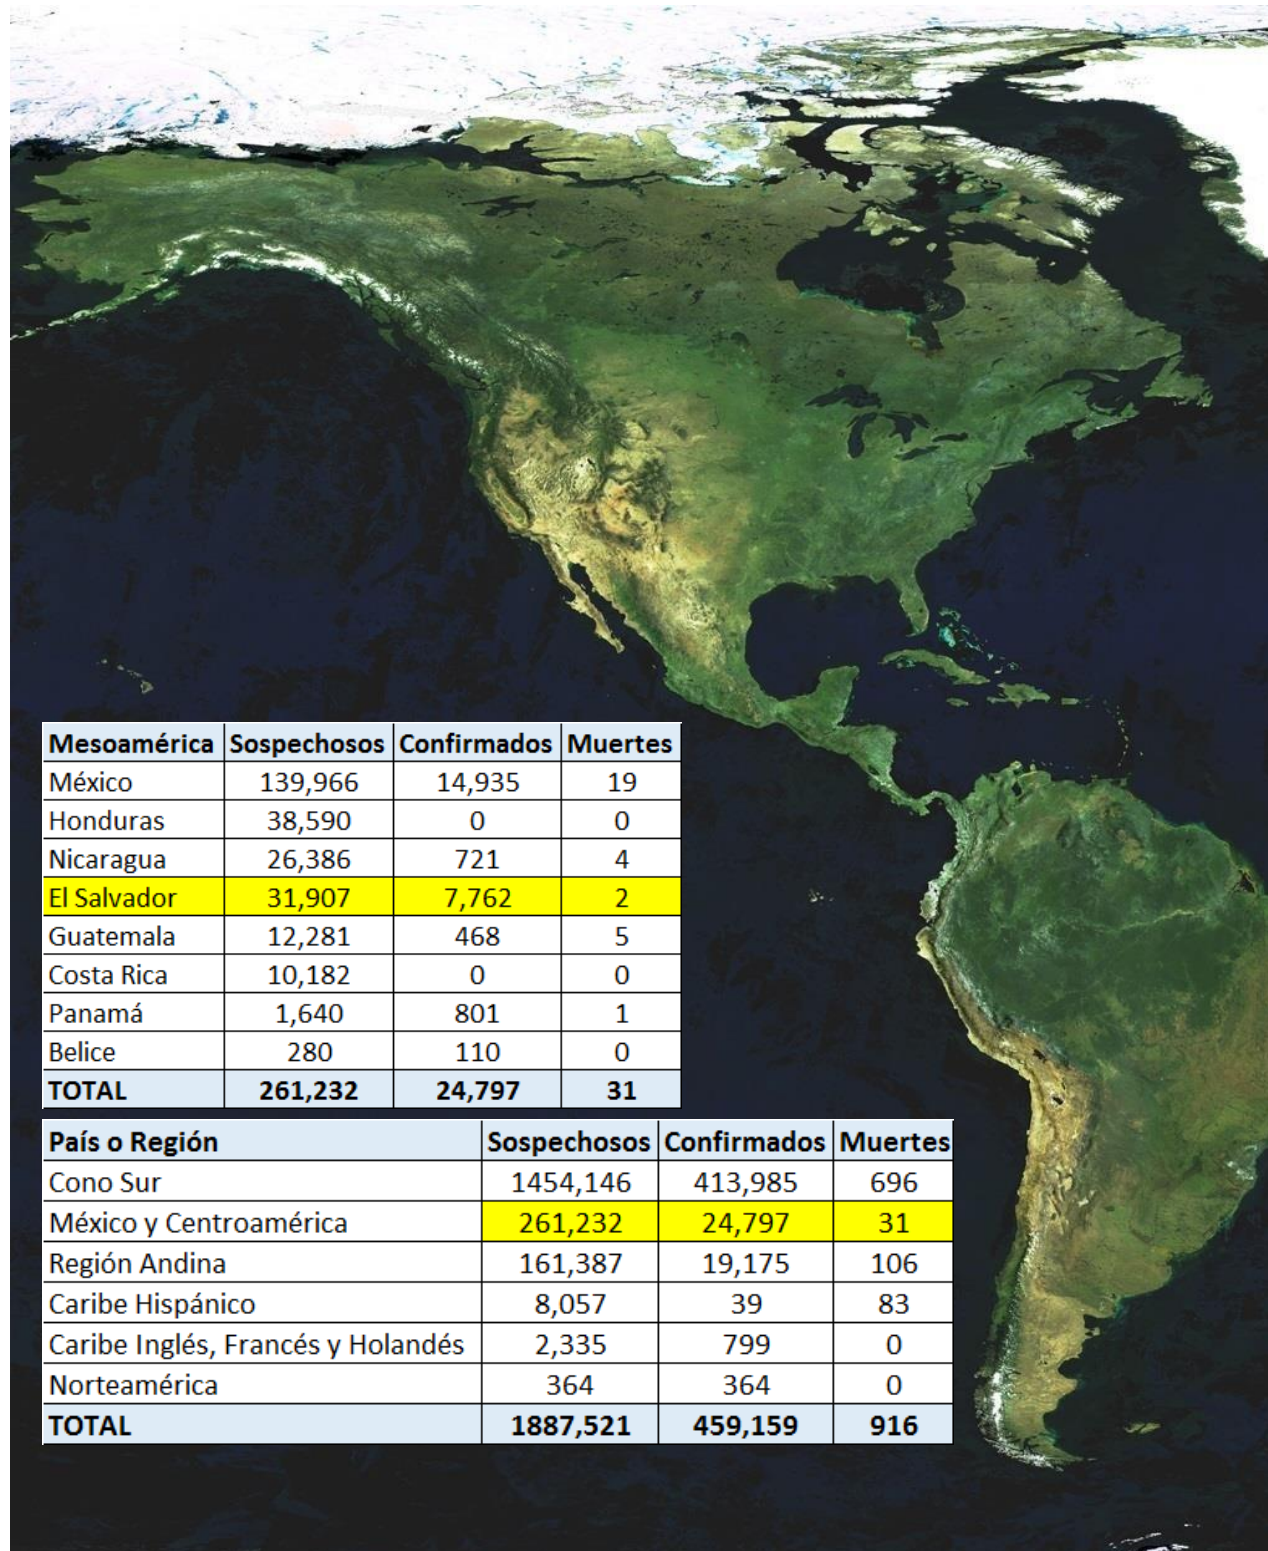 Mesoamérica Sospechosos Confirmados Muertes
México 139,966 14,935 19
Honduras 38,590 0 0
Nicaragua 26,386 721 4
El Salvador 31,907 7,762 2
Guatemala 12,281 468 5
Costa Rica 10,182 0 0
Panamá 1,640 801 1
Belice 280 110 0
TOTAL 261,232 24,797 31
País o Región Sospechosos Confirmados Muertes
Cono Sur 1454,146 413,985 696
México y Centroamérica 261,232 24,797 31
Región Andina 161,387 19,175 106
Caribe Hispánico 8,057 39 83
Caribe Inglés, Francés y Holandés 2,335 799 0
Norteamérica 364 364 0
TOTAL 1887,521 459,159 916